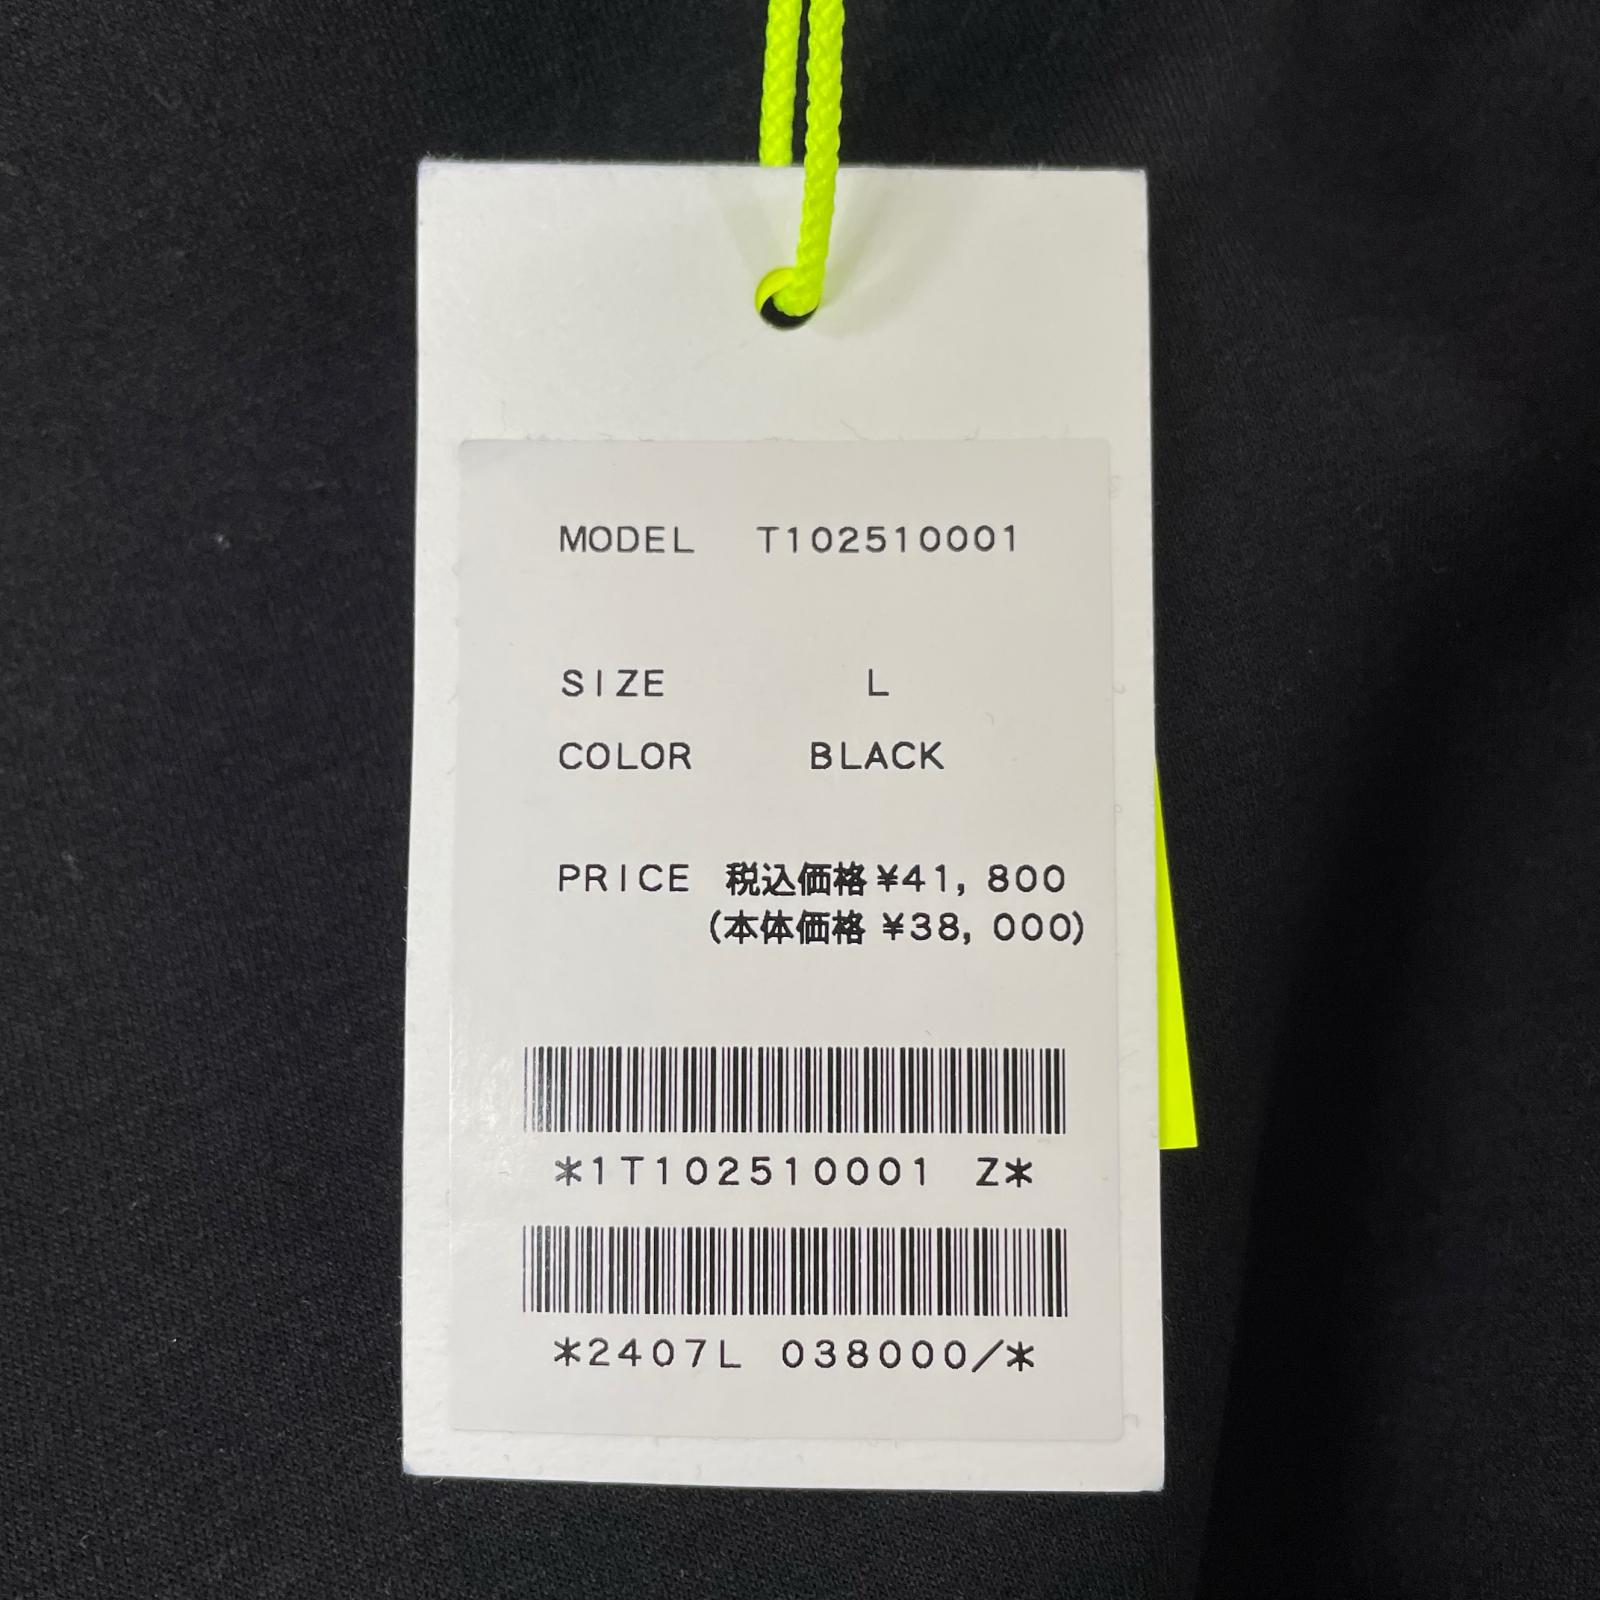 MODEL T102510001
SIZE L
COLOR BLACK
PRICE 税込価格 ¥41,800
(本体価格 ¥38,000)
*1T102510001 Z*
*2407L 038000/*